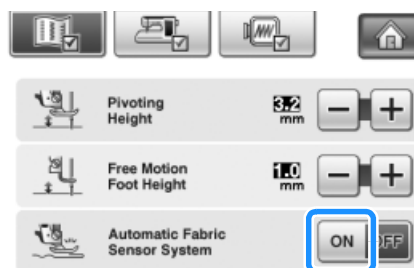 Pivoting
Height
3.2
mm
Free Motion
Foot Height
1.0
mm
Automatic Fabric
Sensor System
ON
OFF